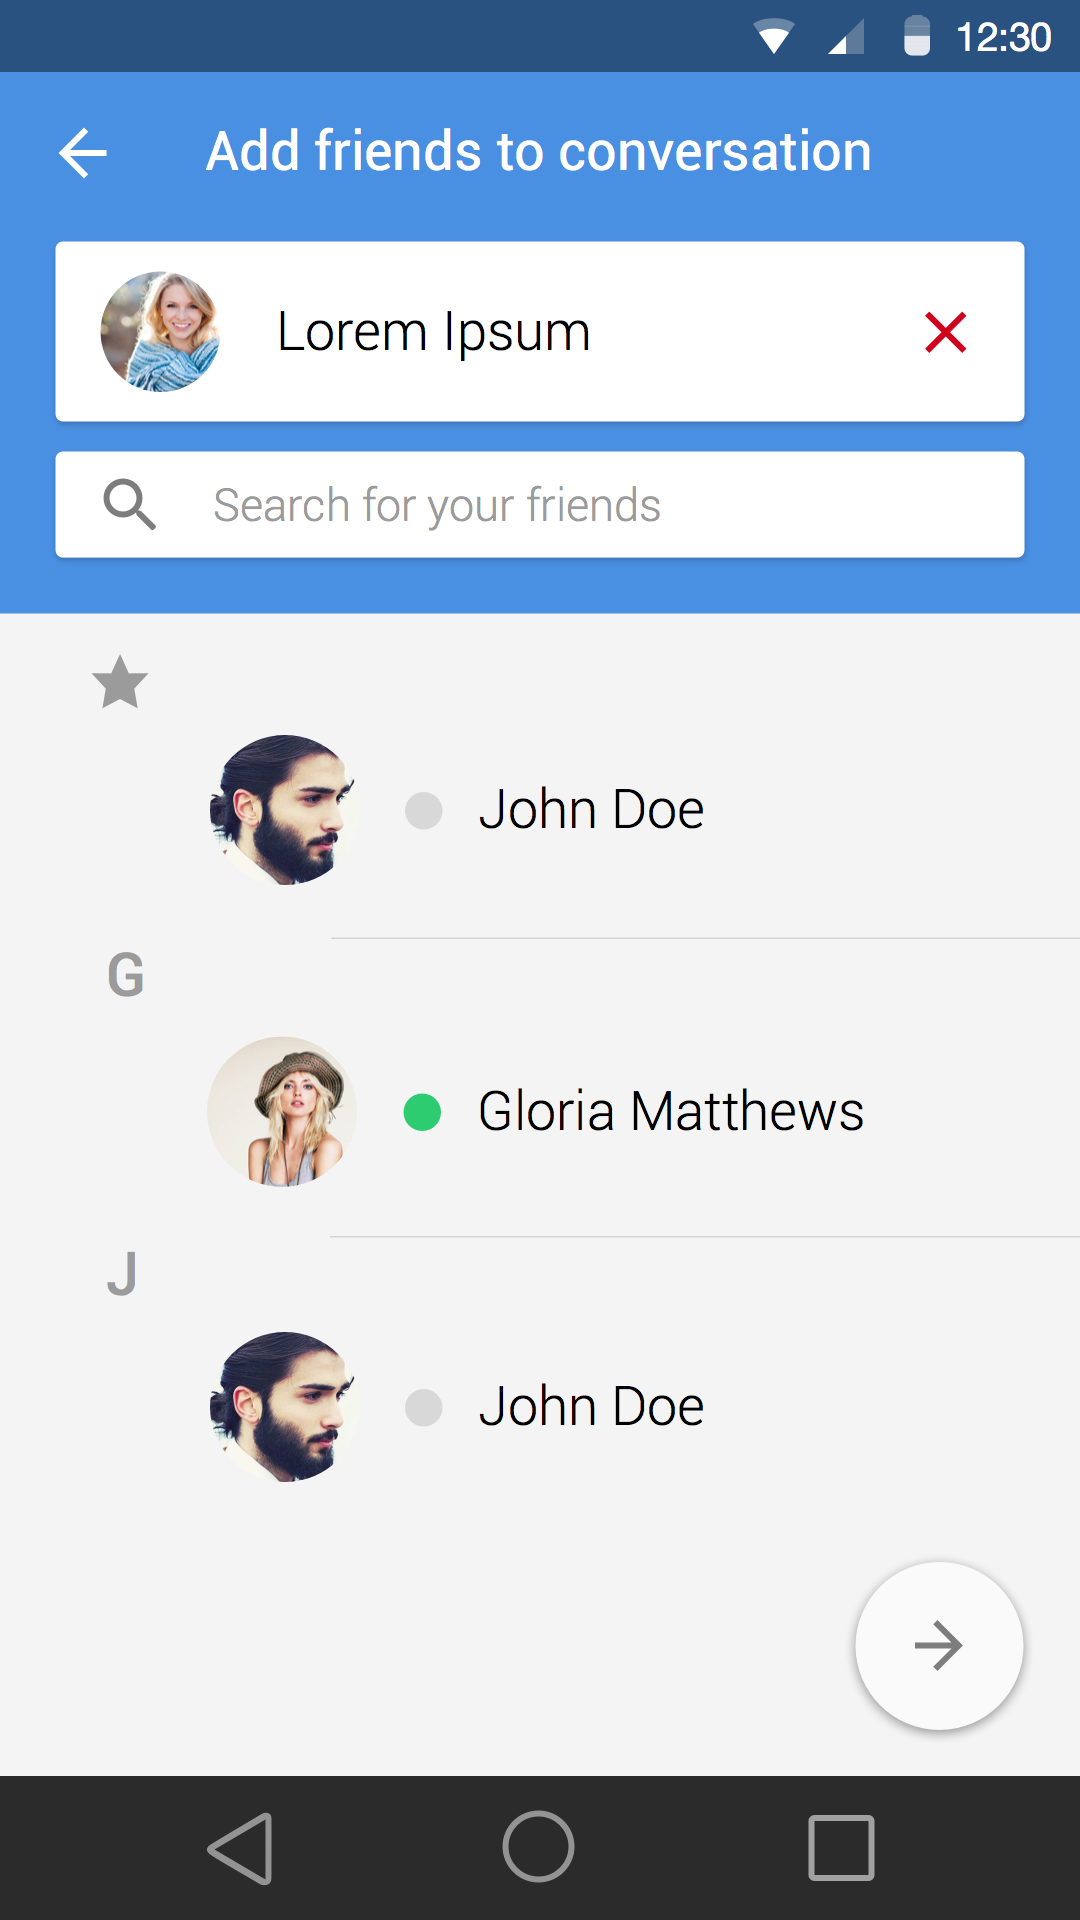 12:30
Add friends to conversation
Lorem Ipsum
Search for your friends
John Doe
G
Gloria Matthews
J
John Doe